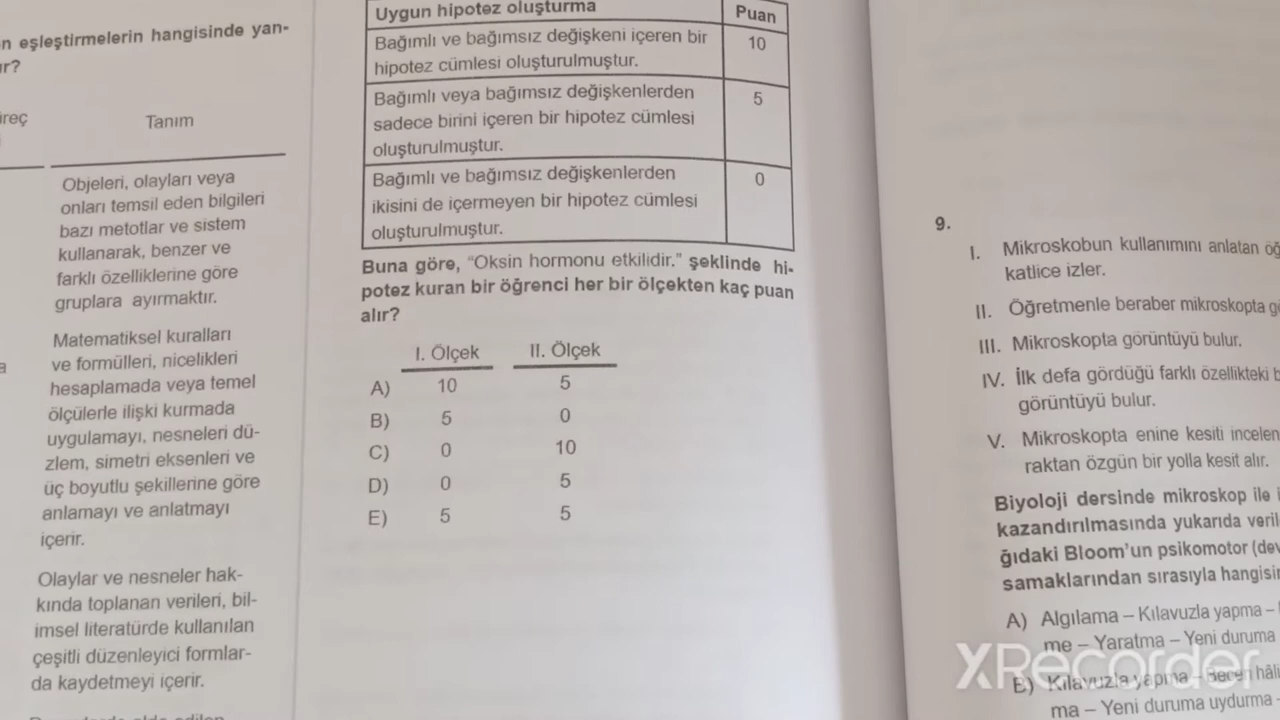 eşleştirmelerin hangisinde yan-
Tanım
Objeleri, olayları veya
onları temsil eden bilgileri
bazı metotlar ve sistem
kullanarak, benzer ve
farklı özelliklerine göre
gruplara ayırmaktır.
Matematiksel kuralları
ve formülleri, nicelikleri
hesaplamada veya temel
ölçülerle ilişki kurmada
uygulamayı, nesneleri dü-
zlem, simetri eksenleri ve
üç boyutlu şekillerine göre
anlamayı ve anlatmayı
içerir.
Olaylar ve nesneler hak-
kında toplanan verileri, bil-
imsel literatürde kullanılan
çeşitli düzenleyici formlar-
da kaydetmeyi içerir.
Uygun hipotez oluşturma Puan
Bağımlı ve bağımsız değişkeni içeren bir 10
hipotez cümlesi oluşturulmuştur.
Bağımlı veya bağımsız değişkenlerden 5
sadece birini içeren bir hipotez cümlesi
oluşturulmuştur.
Bağımlı ve bağımsız değişkenlerden 0
ikisini de içermeyen bir hipotez cümlesi
oluşturulmuştur.
Buna göre, “Oksin hormonu etkilidir.” şeklinde hi-
potez kuran bir öğrenci her bir ölçekten kaç puan
alır?
I. Ölçek II. Ölçek
A) 10 5
B) 5 0
C) 0 10
D) 0 5
E) 5 5
9.
I. Mikroskobun kullanımını anlatan
katlice izler.
II. Öğretmenle beraber mikroskopta
III. Mikroskopta görüntüyü bulur.
IV. İlk defa gördüğü farklı özellikteki
görüntüyü bulur.
V. Mikroskopta enine kesiti
raktan özgün bir yolla kesit alır.
Biyoloji dersinde mikroskop ile
kazandırılmasında yukarıda
ğıdaki Bloom’un psikomotor
samaklarından sırasıyla
A) Algılama – Kılavuzla yapma –
me – Yaratma – Yeni duruma
B) Kılavuzla yapma – Beceri
ma – Yeni duruma uydurma -
XRecorder